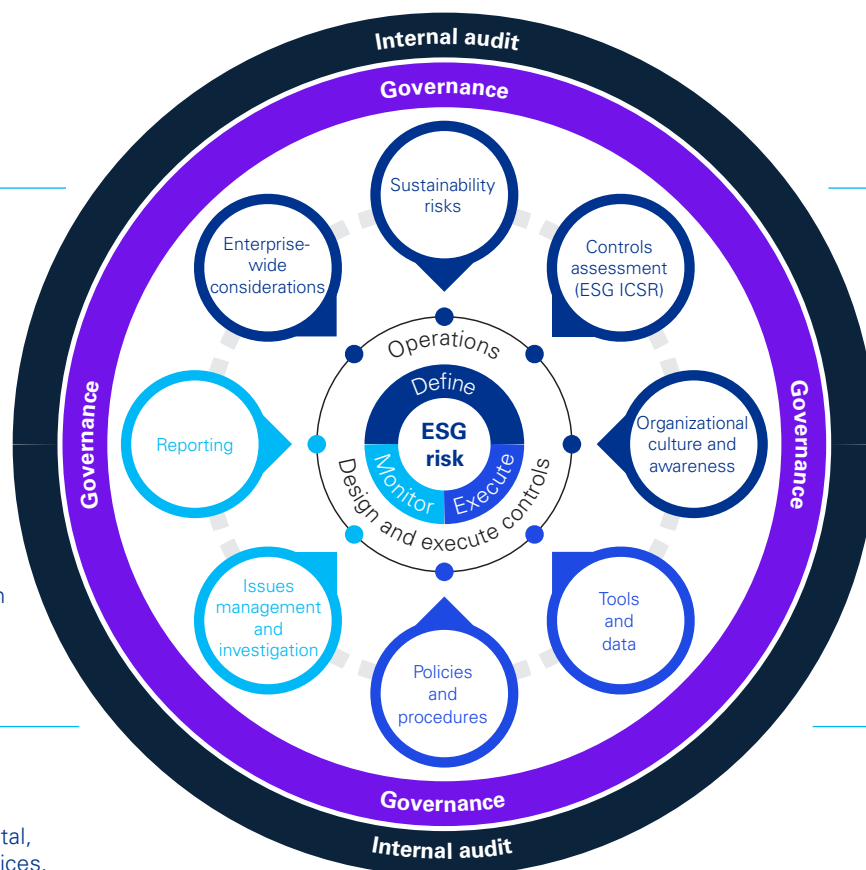 Internal audit
Governance
Sustainability
risks
Enterprise-
wide
considerations
Controls
assessment
(ESG ICSR)
Operations
Define
ESG
risk
Monitor
Execute
Design and execute controls
Governance
Reporting
Organizational
culture and
awareness
Governance
Issues
management
and
investigation
Tools
and
data
Policies
and
procedures
Governance
Internal audit
n
tal,
ices.